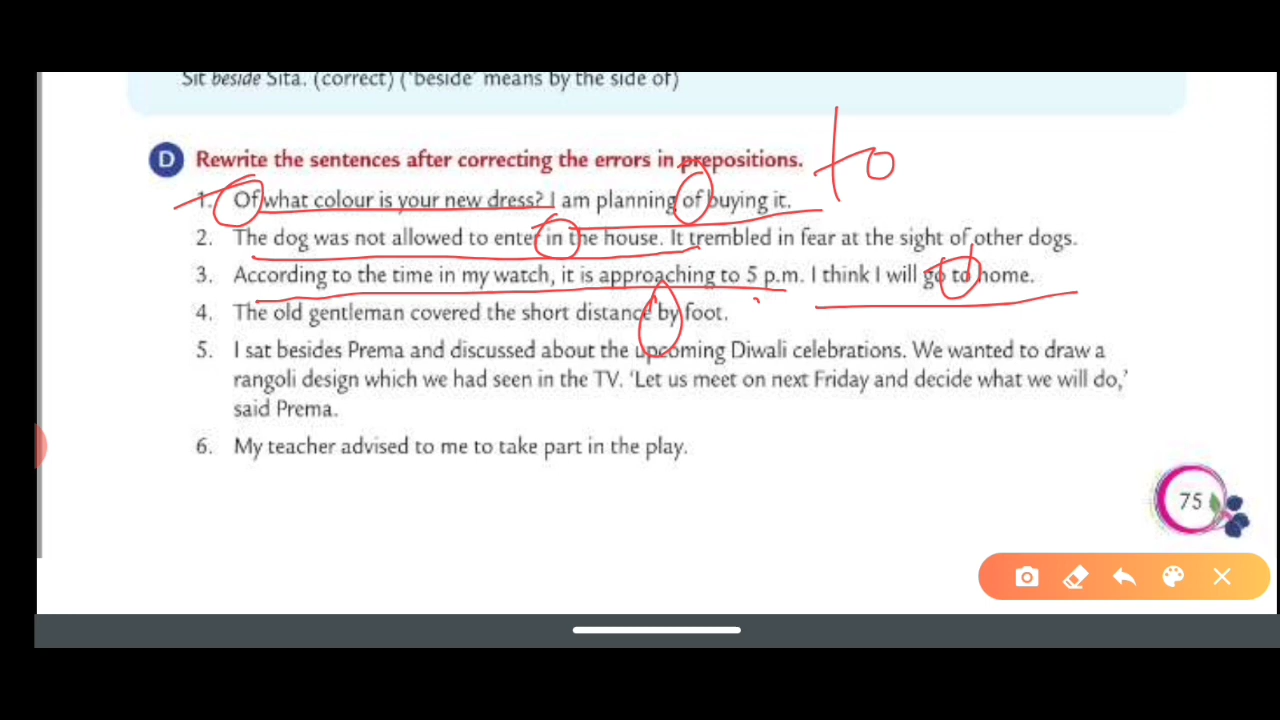 Sit beside Sita. (correct) ('beside' means by the side of)
D Rewrite the sentences after correcting the errors in prepositions. to
1. Of what colour is your new dress? I am planning of buying it.
2. The dog was not allowed to enter in the house. It trembled in fear at the sight of other dogs.
3. According to the time in my watch, it is approaching to 5 p.m. I think I will go to home.
4. The old gentleman covered the short distance by foot.
5. I sat besides Prema and discussed about the upcoming Diwali celebrations. We wanted to draw a
rangoli design which we had seen in the TV. 'Let us meet on next Friday and decide what we will do,'
said Prema.
6. My teacher advised to me to take part in the play.
75